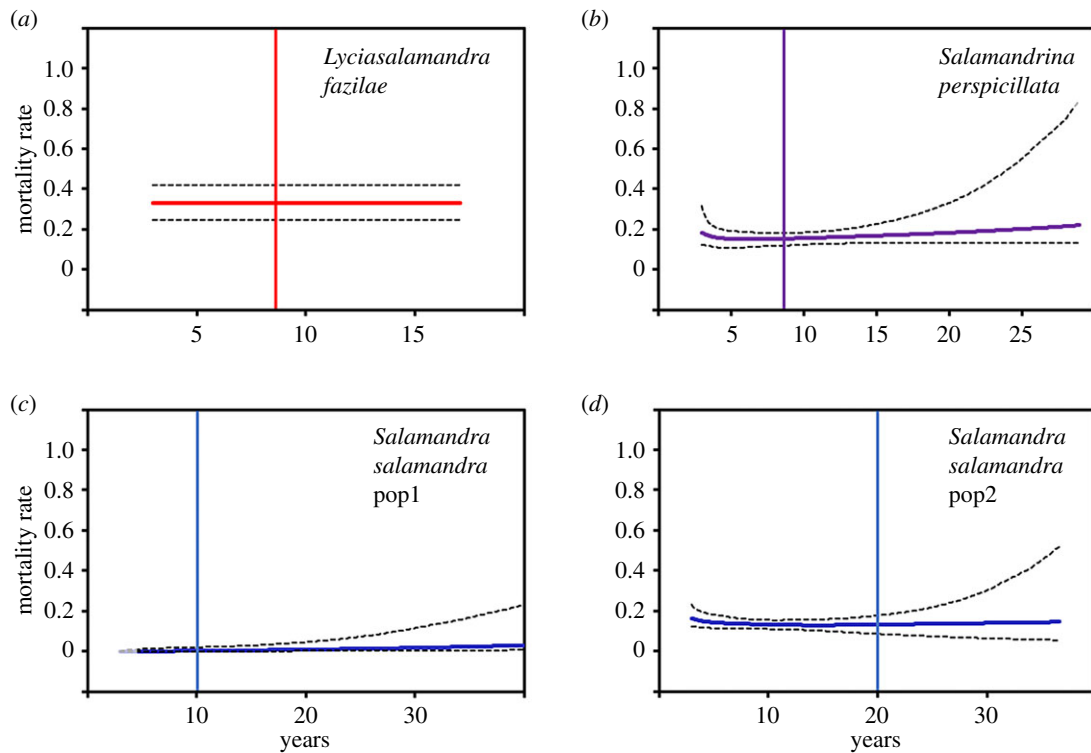 (a)
Lyciasalamandra
fazilae
mortality rate
1.0
0.8
0.6
0.4
0.2
0
5
10
15
(b)
Salamandrina
perspicillata
1.0
0.8
0.6
0.4
0.2
0
5
10
15
20
25
(c)
Salamandra
salamandra
pop1
mortality rate
1.0
0.8
0.6
0.4
0.2
0
10
20
30
years
(d)
Salamandra
salamandra
pop2
1.0
0.8
0.6
0.4
0.2
0
10
20
30
years